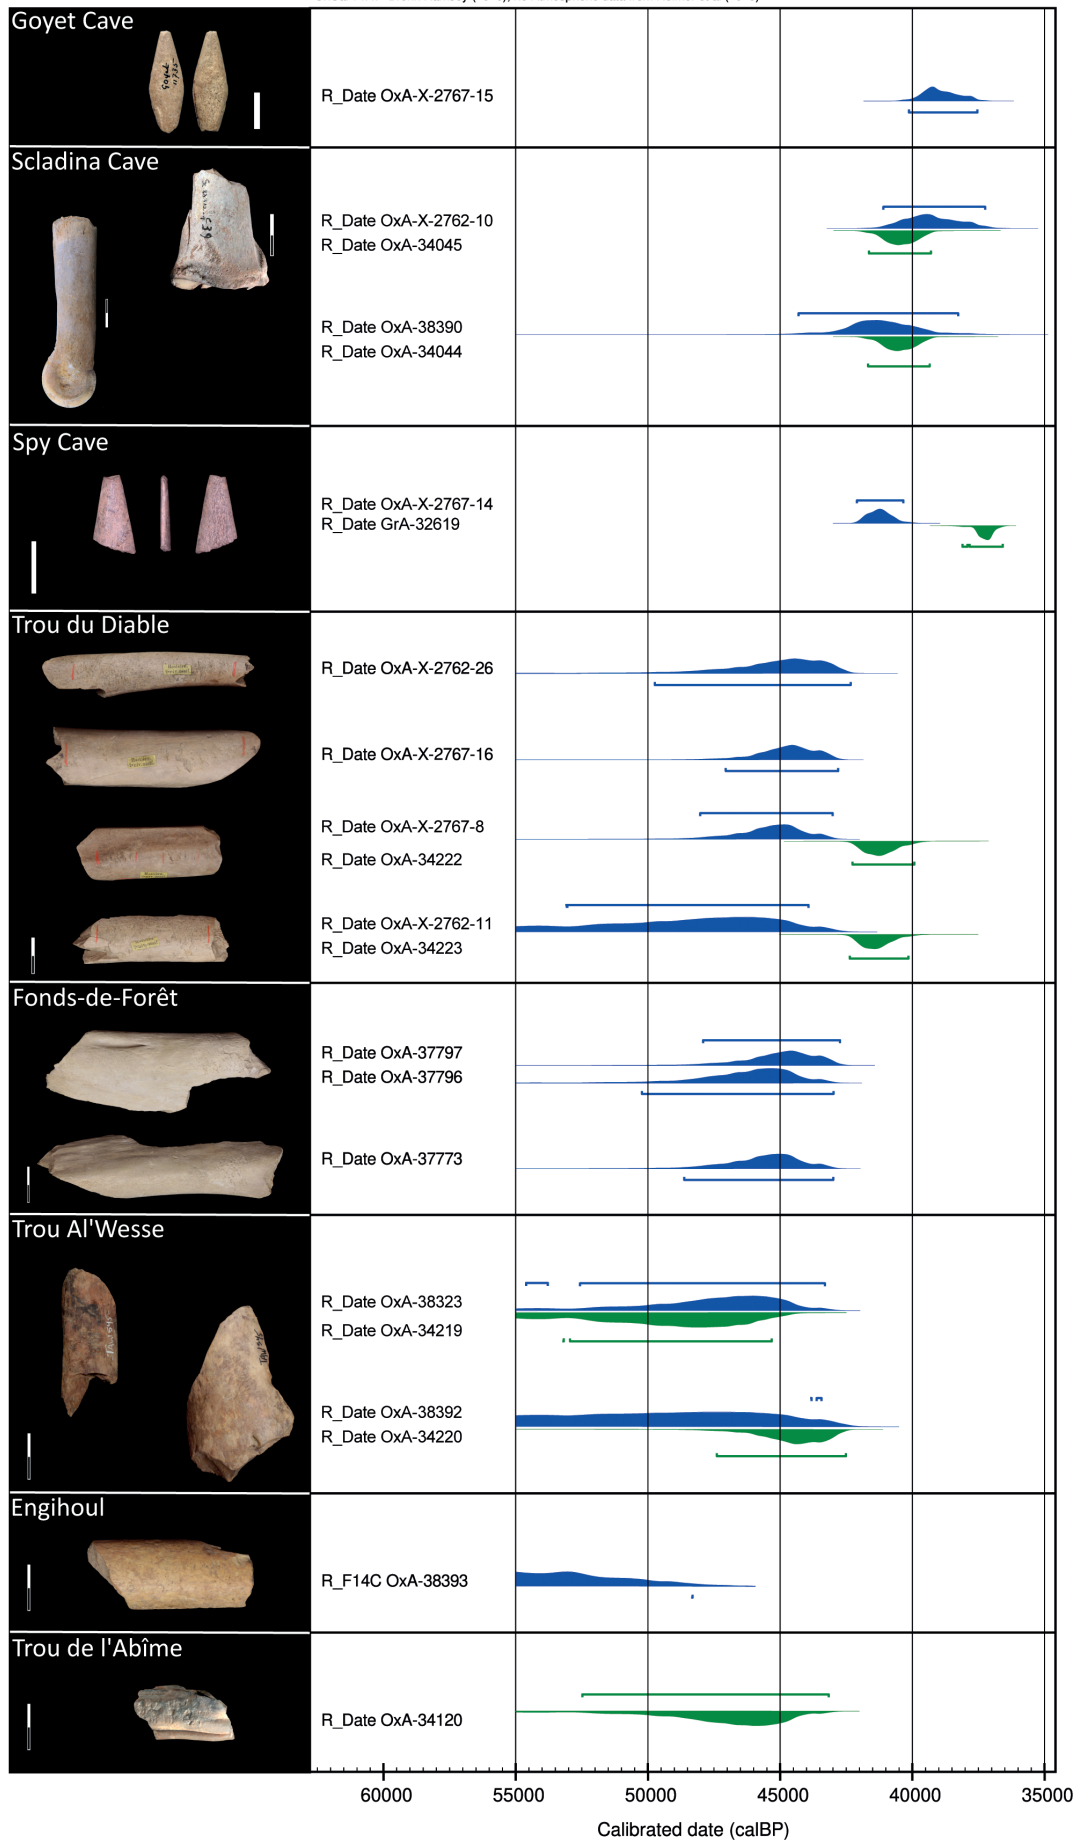 Goyet Cave
R_Date OxA-X-2767-15
Scladina Cave
R_Date OxA-X-2762-10
R_Date OxA-34045
R_Date OxA-38390
R_Date OxA-34044
Spy Cave
R_Date OxA-X-2767-14
R_Date GrA-32619
Trou du Diable
R_Date OxA-X-2762-26
R_Date OxA-X-2767-16
R_Date OxA-X-2767-8
R_Date OxA-34222
R_Date OxA-X-2762-11
R_Date OxA-34223
Fonds-de-Forêt
R_Date OxA-37797
R_Date OxA-37796
R_Date OxA-37773
Trou Al'Wesse
R_Date OxA-38323
R_Date OxA-34219
R_Date OxA-38392
R_Date OxA-34220
Engihoul
R_F14C OxA-38393
Trou de l'Abîme
R_Date OxA-34120
60000 55000 50000 45000 40000 35000
Calibrated date (calBP)